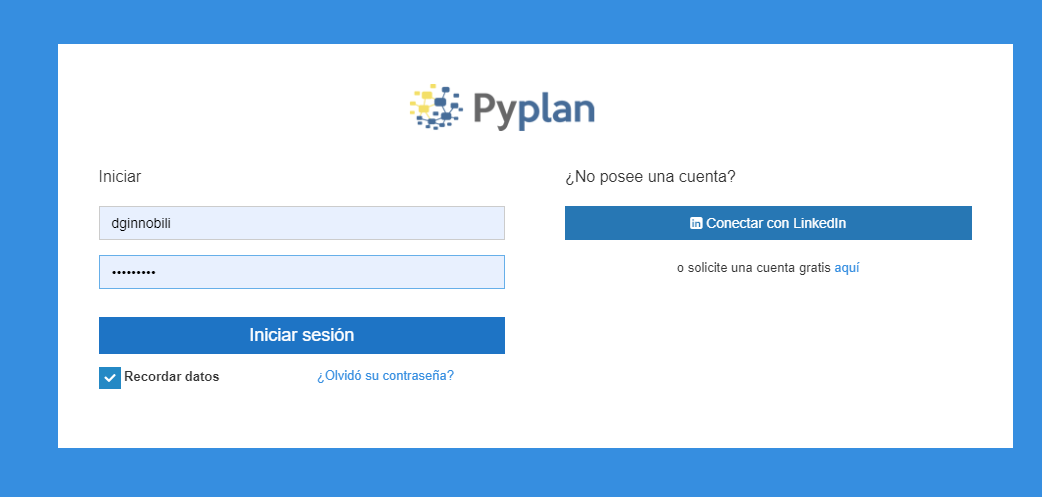 Pyplan
Iniciar
dginnobili
•••••••••
Iniciar sesión
Recordar datos
¿Olvidó su contraseña?
¿No posee una cuenta?
in Conectar con LinkedIn
o solicite una cuenta gratis aquí